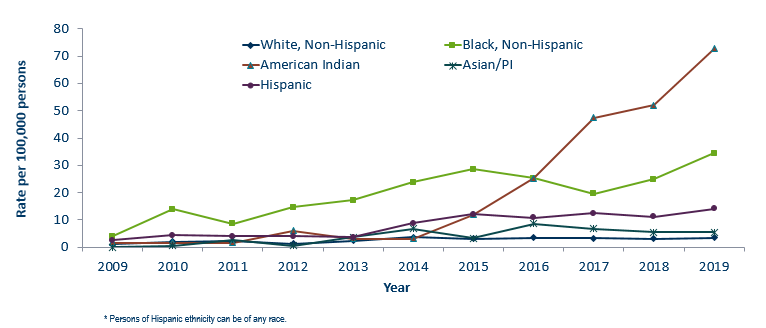 80
70
60
50
40
30
20
10
0
Rate per 100,000 persons
White, Non-Hispanic Black, Non-Hispanic
American Indian Asian/PI
Hispanic
2009 2010 2011 2012 2013 2014 2015 2016 2017 2018 2019
Year
* Persons of Hispanic ethnicity can be of any race.